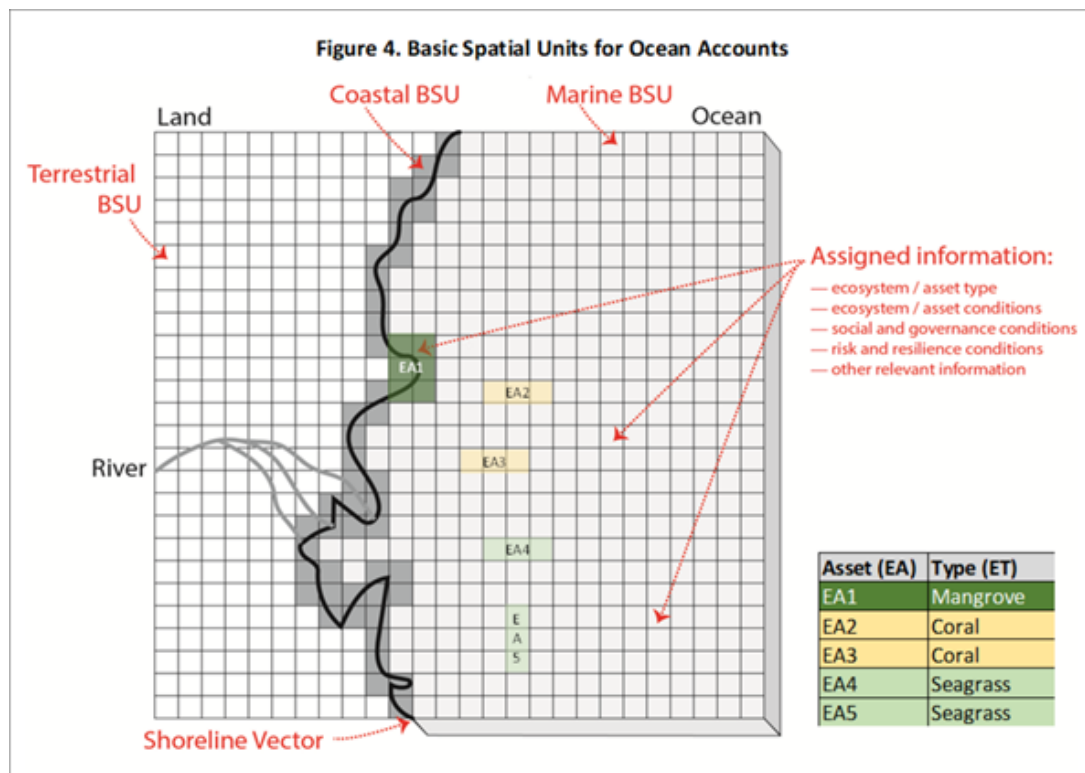 Figure 4. Basic Spatial Units for Ocean Accounts
Coastal BSU
Marine BSU
Land
Ocean
Terrestrial
BSU
Assigned information:
— ecosystem / asset type
— ecosystem / asset conditions
— social and governance conditions
— risk and resilience conditions
— other relevant information
EA1
EA2
River
EA3
EA4
E
A
5
Shoreline Vector
Asset (EA) Type (ET)
EA1 Mangrove
EA2 Coral
EA3 Coral
EA4 Seagrass
EA5 Seagrass